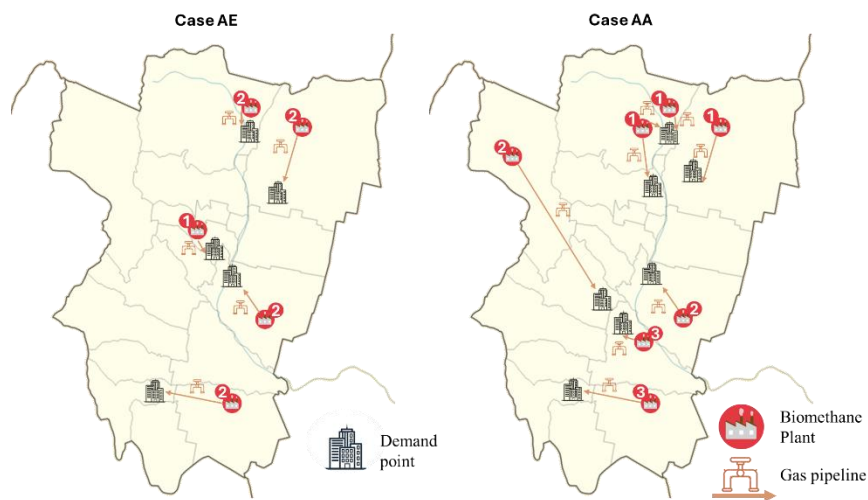 Case AE
Case AA
2
2
1
2
2
1
1
1
2
2
3
3
Demand
point
Biomethane
Plant
Gas pipeline